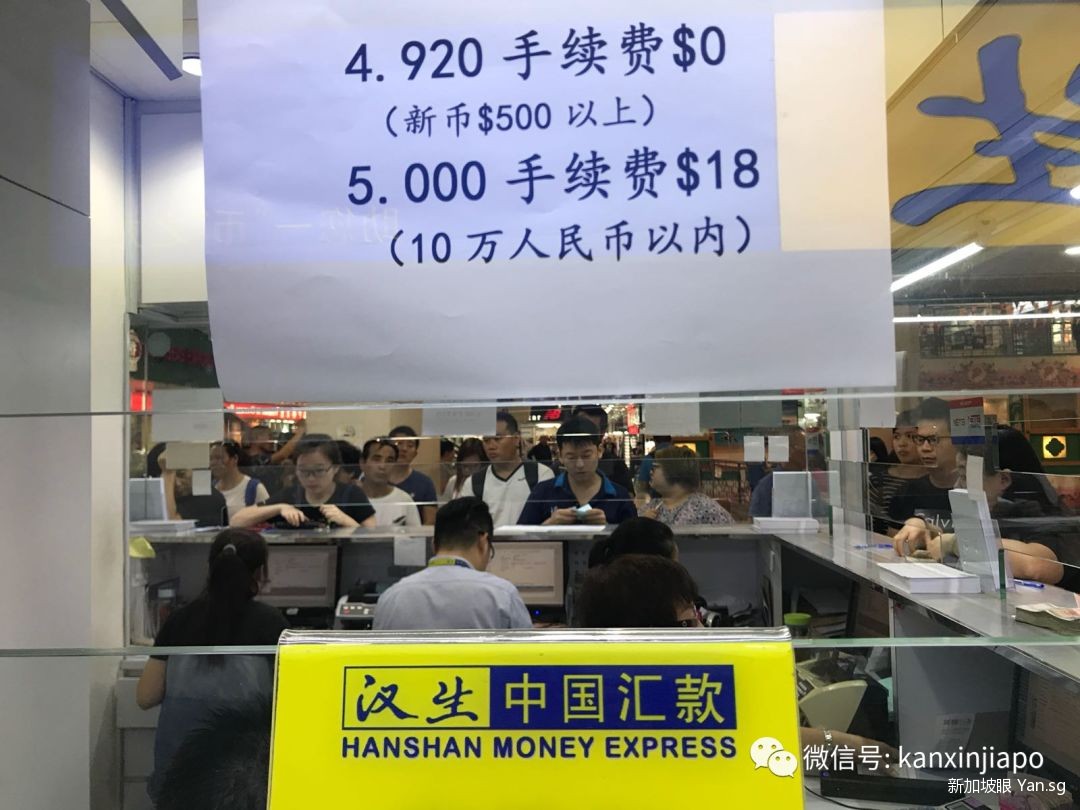 4.920 手续费$0
（新币$500 以上）
5.000 手续费$18
（10 万人民币以内）
汉生 中国汇款
HANSHAN MONEY EXPRESS
微信号: kanxinjiapo
新加坡眼 Yan.sg